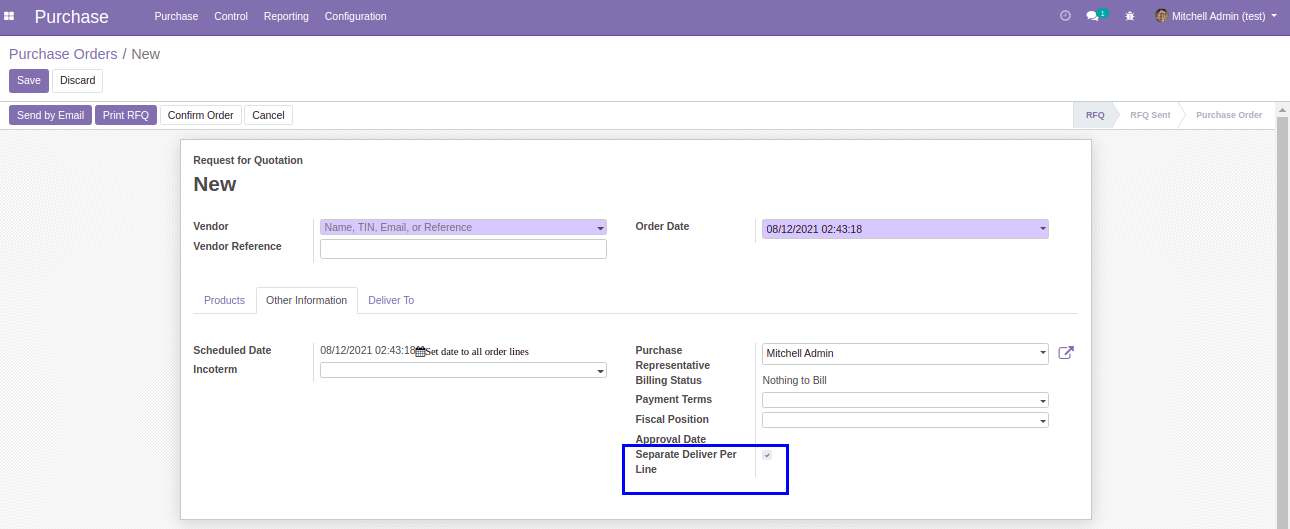 Purchase Purchase Control Reporting Configuration 1 Mitchell Admin (test)
Purchase Orders / New
Save Discard
Send by Email Print RFQ Confirm Order Cancel RFQ RFQ Sent Purchase Order
Request for Quotation
New
Vendor Name, TIN, Email, or Reference Order Date 08/12/2021 02:43:18
Vendor Reference
Products Other Information Deliver To
Scheduled Date 08/12/2021 02:43:18 Set date to all order lines Purchase Mitchell Admin
Representative
Incoterm
Billing Status Nothing to Bill
Payment Terms
Fiscal Position
Approval Date
Separate Deliver Per
Line